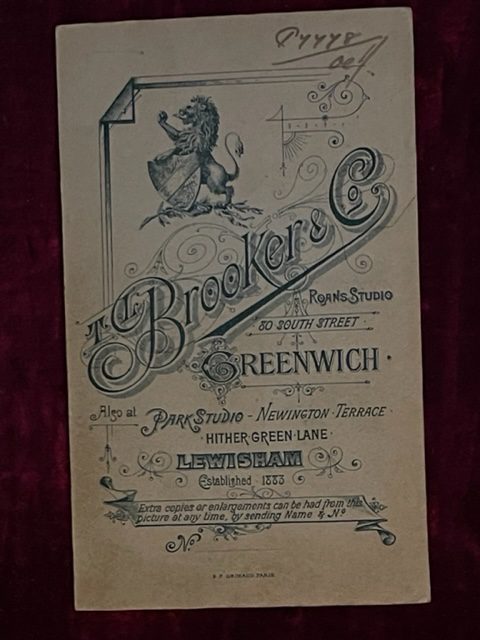 T. C. L. Brooker & Co.
Roans Studio
80 South Street
Greenwich
Also at Park Studio - Newington Terrace
Hither Green Lane
Lewisham
Established 1883
Extra copies or enlargements can be had from this
picture at any time, by sending Name & No
No